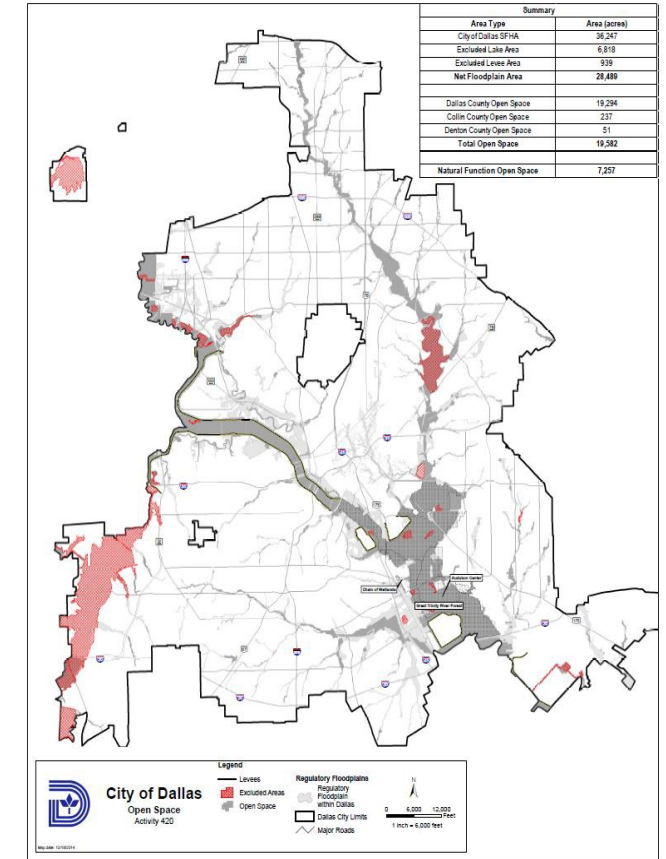 Summary
Area Type Area (acres)
City of Dallas SFHA 36,247
Excluded Lake Area 6,818
Excluded Levee Area 939
Net Floodplain Area 28,489
Dallas County Open Space 19,294
Collin County Open Space 237
Denton County Open Space 51
Total Open Space 19,582
Natural Function Open Space 7,257
Audubon Center
Chain of Wetlands
Great Trinity River Forest
City of Dallas
Open Space
Activity 420
Legend
Levees
Excluded Areas
Open Space
Regulatory Floodplains
Regulatory
Floodplain
within Dallas
Dallas City Limits
Major Roads
N
0 6,000 12,000
Feet
1 inch = 6,000 feet